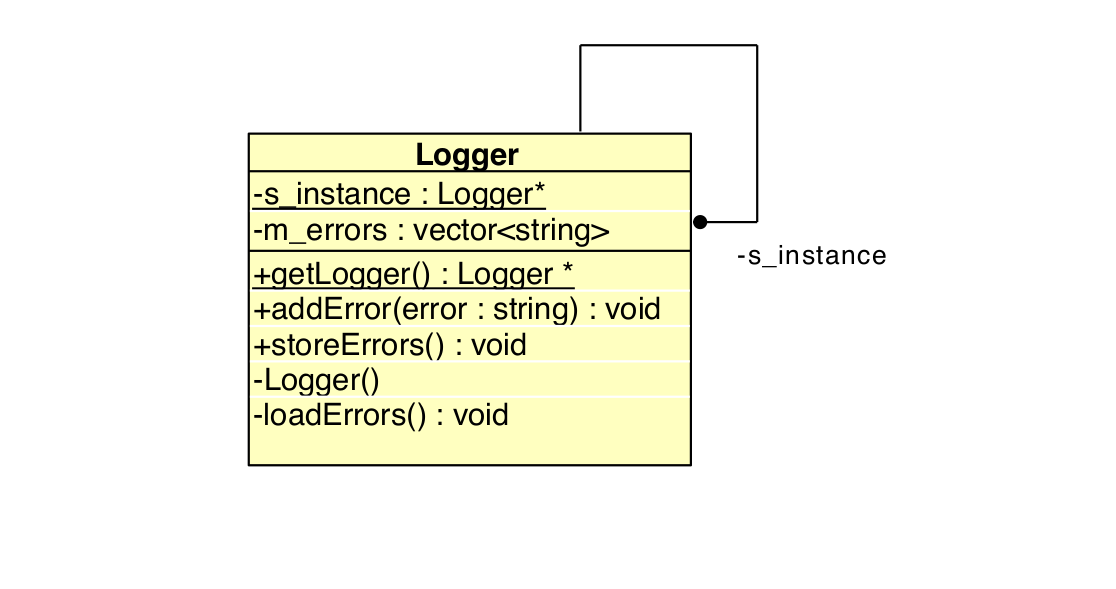 Logger
-s_instance : Logger*
-m_errors : vector<string>
-s_instance
+getLogger() : Logger *
+addError(error : string) : void
+storeErrors() : void
-Logger()
-loadErrors() : void